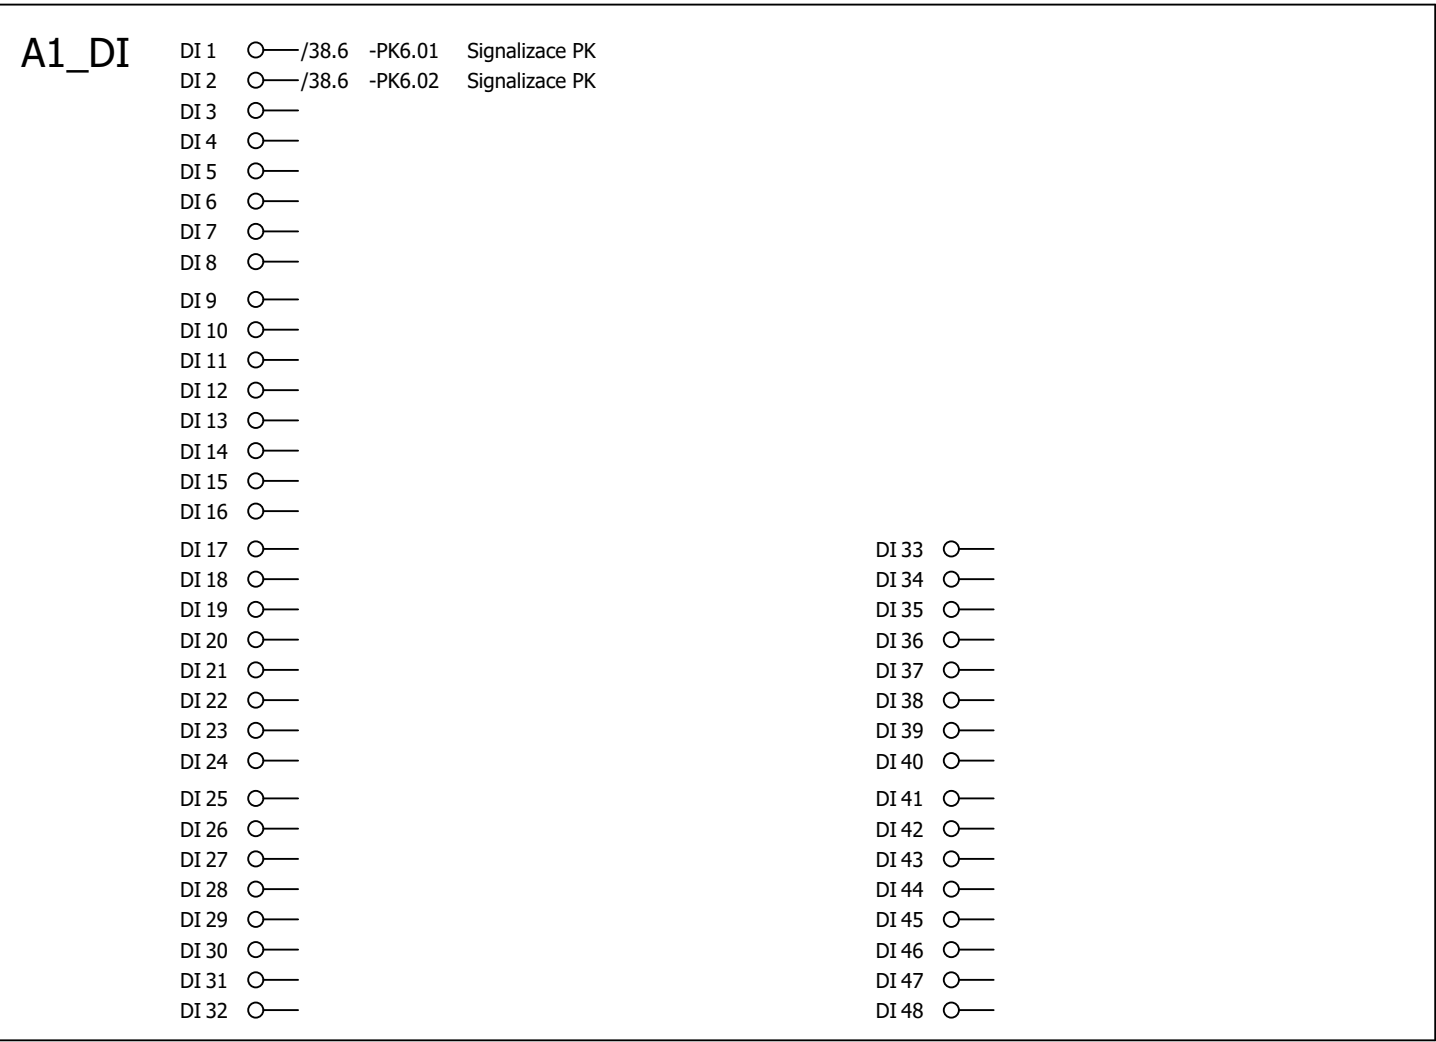 A1_DI
DI 1 /38.6 -PK6.01 Signalizace PK
DI 2 /38.6 -PK6.02 Signalizace PK
DI 3
DI 4
DI 5
DI 6
DI 7
DI 8
DI 9
DI 10
DI 11
DI 12
DI 13
DI 14
DI 15
DI 16
DI 17
DI 18
DI 19
DI 20
DI 21
DI 22
DI 23
DI 24
DI 25
DI 26
DI 27
DI 28
DI 29
DI 30
DI 31
DI 32
DI 33
DI 34
DI 35
DI 36
DI 37
DI 38
DI 39
DI 40
DI 41
DI 42
DI 43
DI 44
DI 45
DI 46
DI 47
DI 48